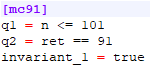 [mc91]
q1 = n <= 101
q2 = ret == 91
invariant_1 = true